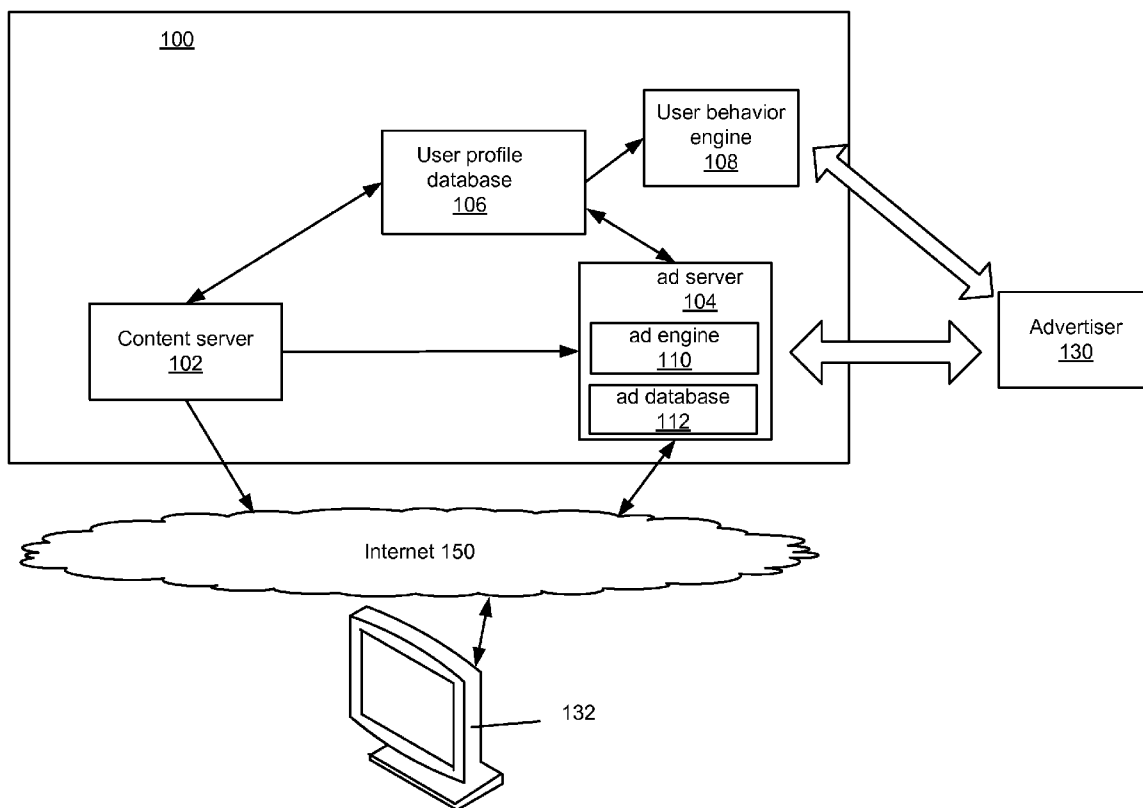 100
User behavior
engine
108
User profile
database
106
ad server
104
ad engine
110
ad database
112
Content server
102
Advertiser
130
Internet 150
132